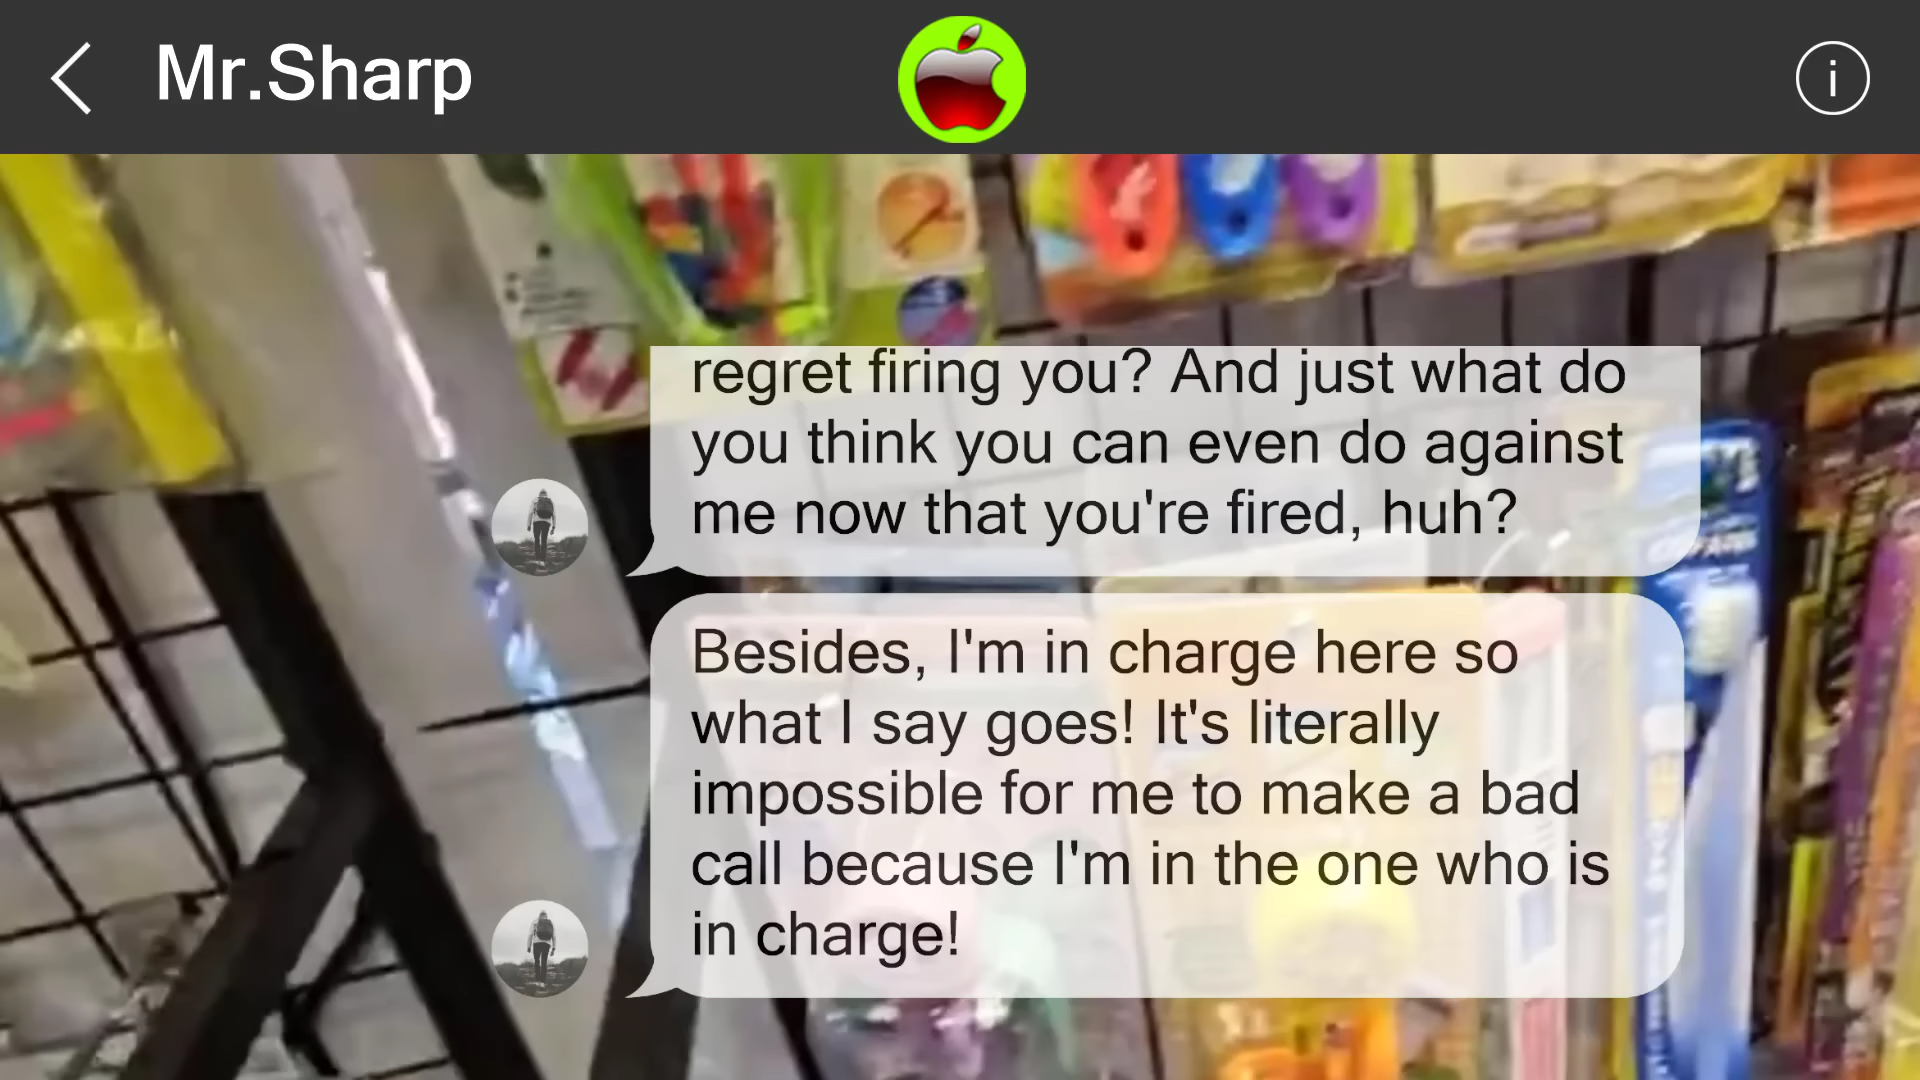 Mr.Sharp
regret firing you? And just what do
you think you can even do against
me now that you're fired, huh?
Besides, I'm in charge here so
what I say goes! It's literally
impossible for me to make a bad
call because I'm in the one who is
in charge!